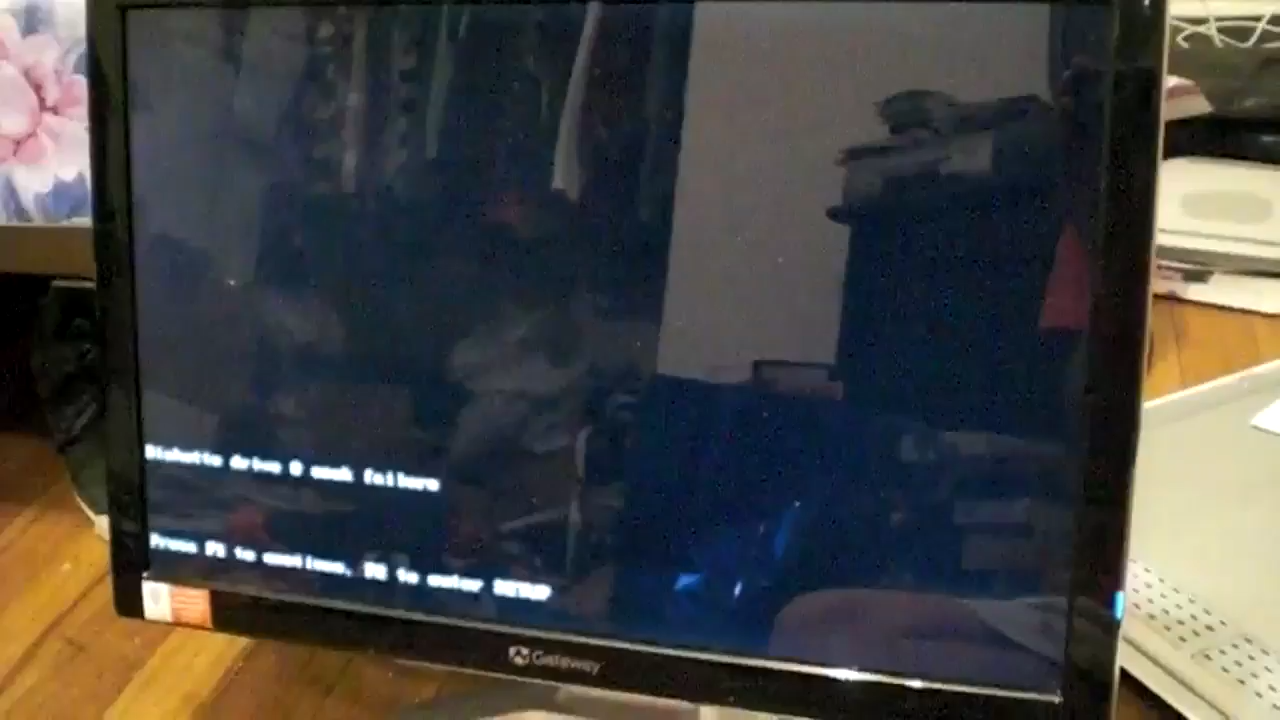 Diskette drive 0 seek failure
Press F1 to continue, F2 to enter SETUP
Gateway